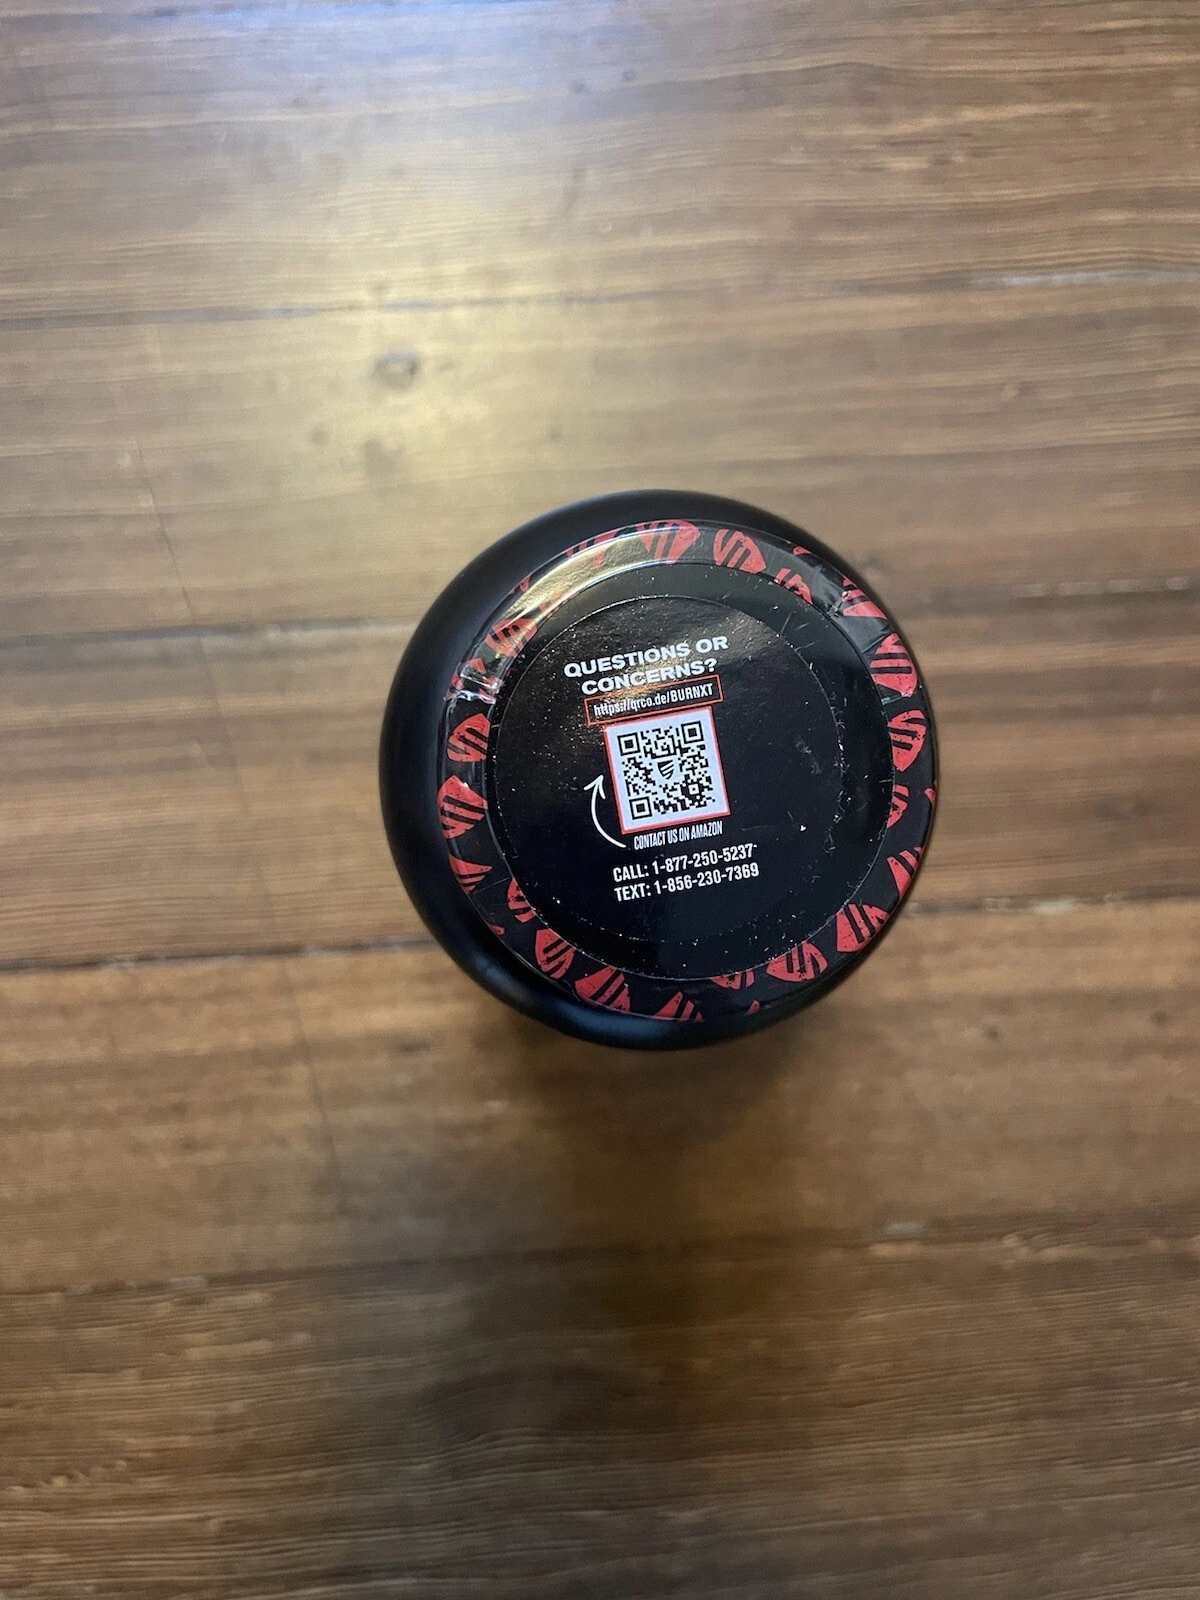 QUESTIONS OR
CONCERNS?
https://qrco.de/BURNXT
CONTACT US ON AMAZON
CALL: 1-877-250-5237
TEXT: 1-856-230-7369